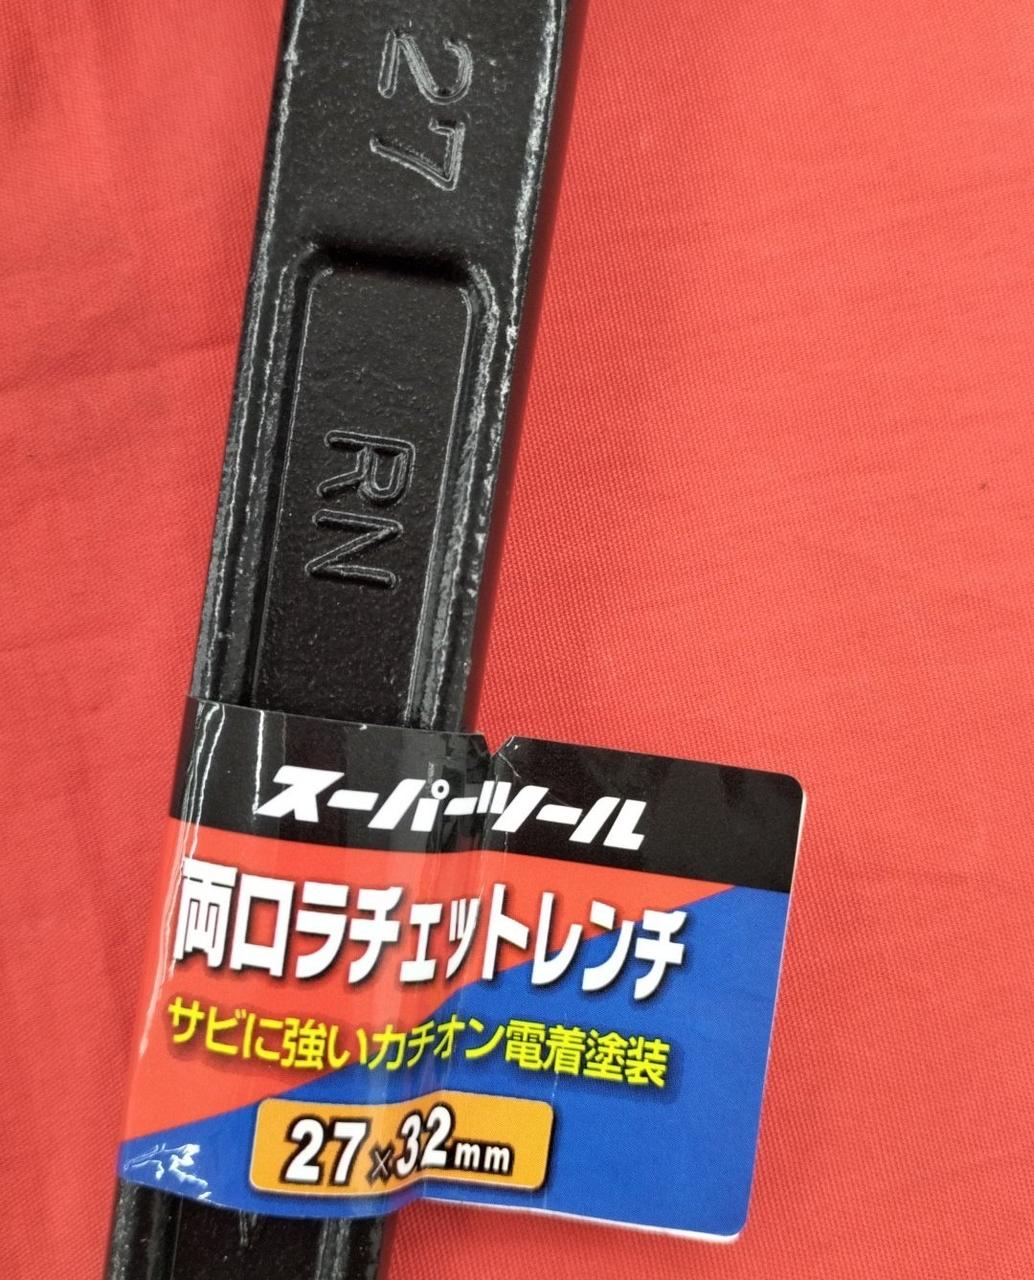 27
RN
スーパーツール
両口ラチェットレンチ
サビに強いカチオン電着塗装
27×32mm